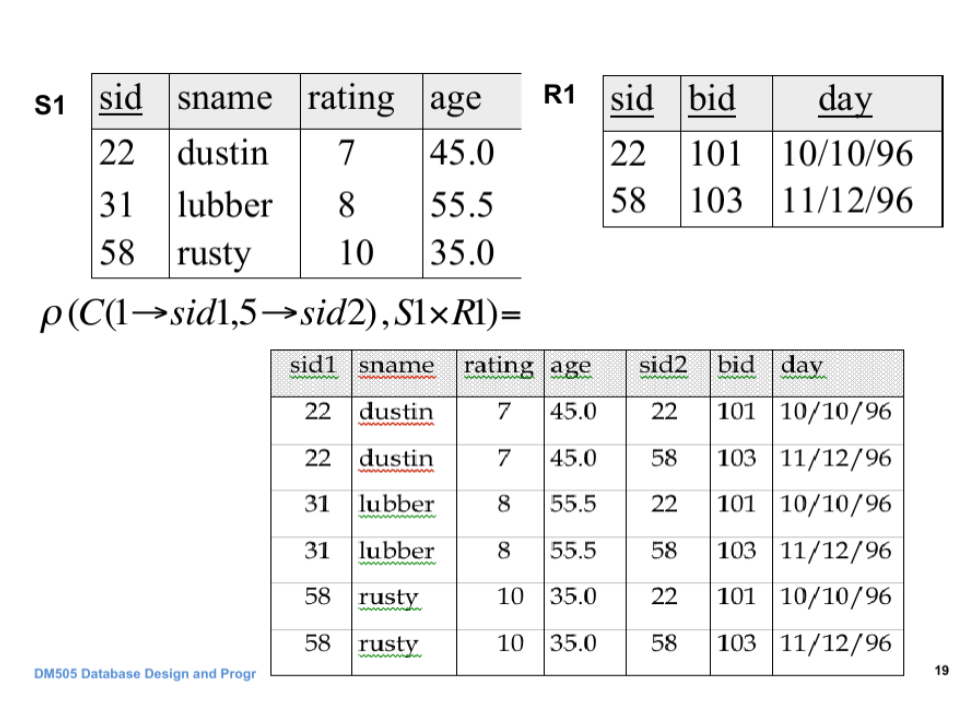 S1
sid sname rating age
22 dustin 7 45.0
31 lubber 8 55.5
58 rusty 10 35.0
R1
sid bid day
22 101 10/10/96
58 103 11/12/96
ρ(C(1→sid1,5→sid2),S1×R1)=
sid1 sname rating age sid2 bid day
22 dustin 7 45.0 22 101 10/10/96
22 dustin 7 45.0 58 103 11/12/96
31 lubber 8 55.5 22 101 10/10/96
31 lubber 8 55.5 58 103 11/12/96
58 rusty 10 35.0 22 101 10/10/96
58 rusty 10 35.0 58 103 11/12/96
DM505 Database Design and Progr
19